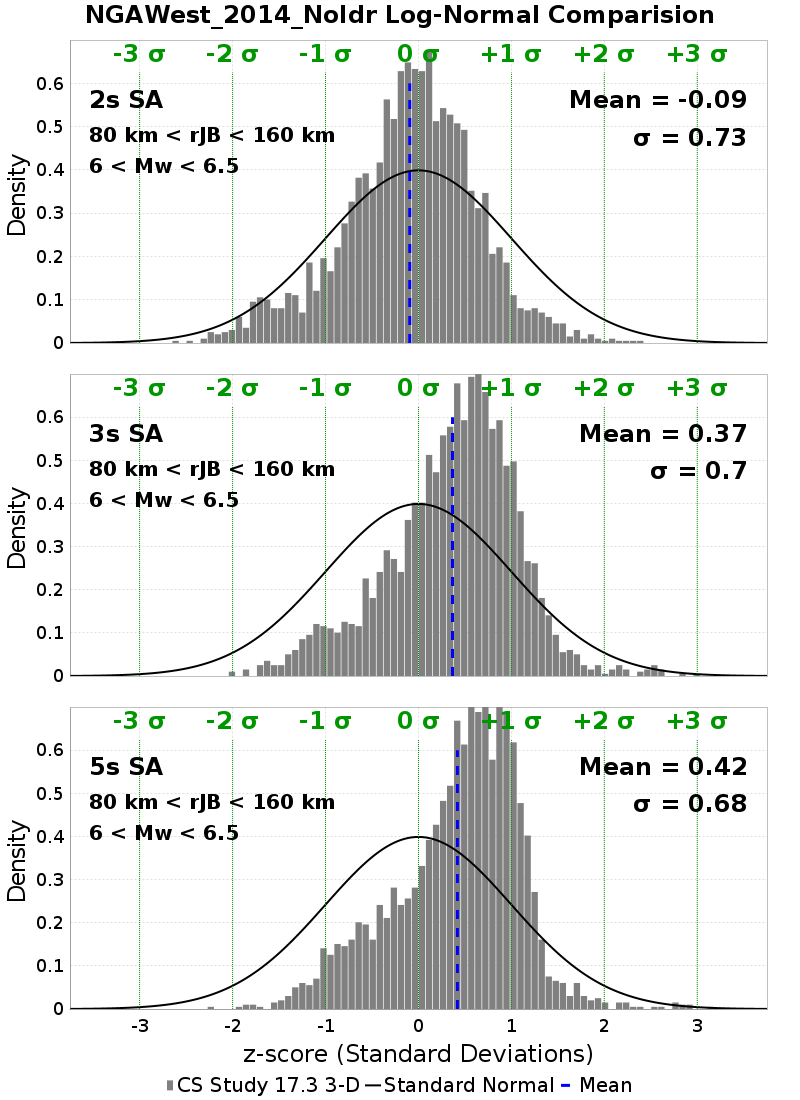 NGAWest_2014_NoIdr Log-Normal Comparision
-3 σ -2 σ -1 σ 0 σ +1 σ +2 σ +3 σ
2s SA
Mean = -0.09
80 km < rJB < 160 km
σ = 0.73
6 < Mw < 6.5
Density
0.6
0.5
0.4
0.3
0.2
0.1
0
-3 σ -2 σ -1 σ 0 σ +1 σ +2 σ +3 σ
3s SA
Mean = 0.37
80 km < rJB < 160 km
σ = 0.7
6 < Mw < 6.5
Density
0.6
0.5
0.4
0.3
0.2
0.1
0
-3 σ -2 σ -1 σ 0 σ +1 σ +2 σ +3 σ
5s SA
Mean = 0.42
80 km < rJB < 160 km
σ = 0.68
6 < Mw < 6.5
Density
0.6
0.5
0.4
0.3
0.2
0.1
0
-3 -2 -1 0 1 2 3
z-score (Standard Deviations)
CS Study 17.3 3-D Standard Normal Mean